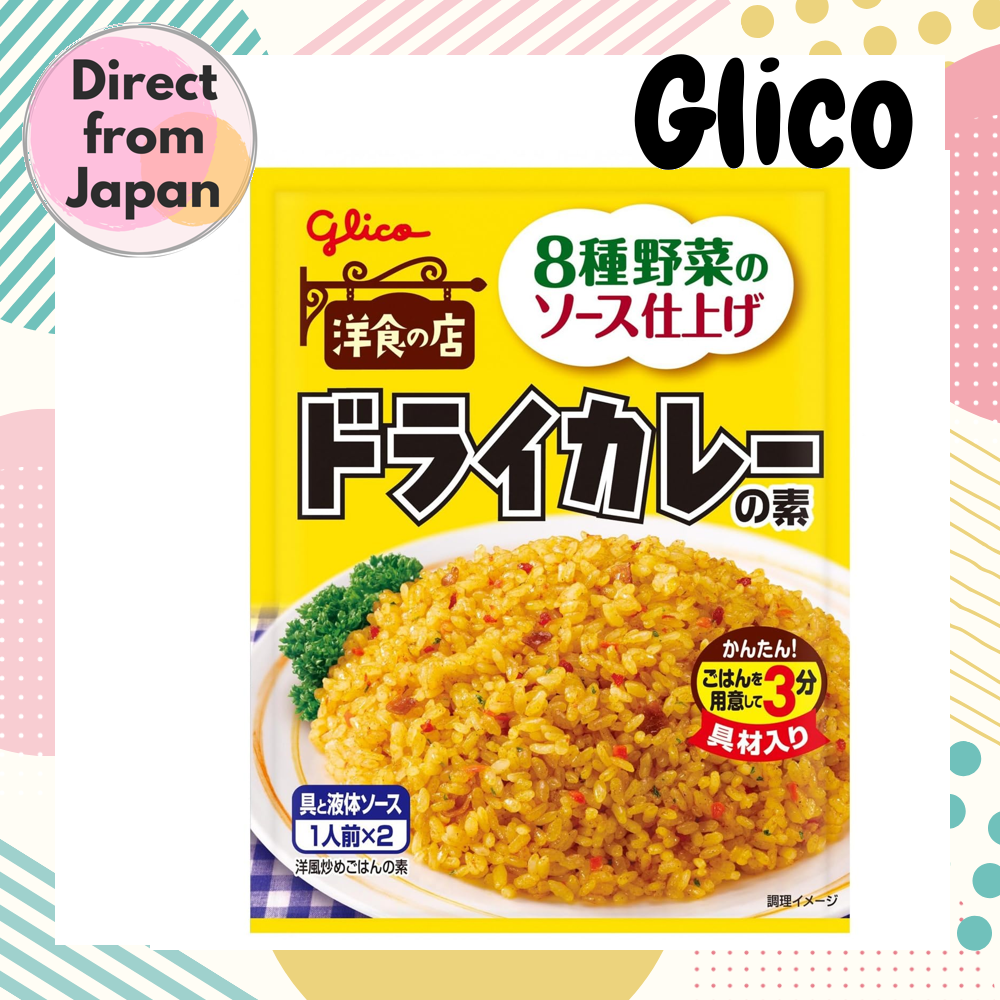 Direct
from
Japan
Glico
Glico
8種野菜の
ソース仕上げ
洋食の店
ドライカレー
の素
かんたん!
ごはんを
用意して3分
具材入り
具と液体ソース
1人前×2
洋風炒めごはんの素
調理イメージ